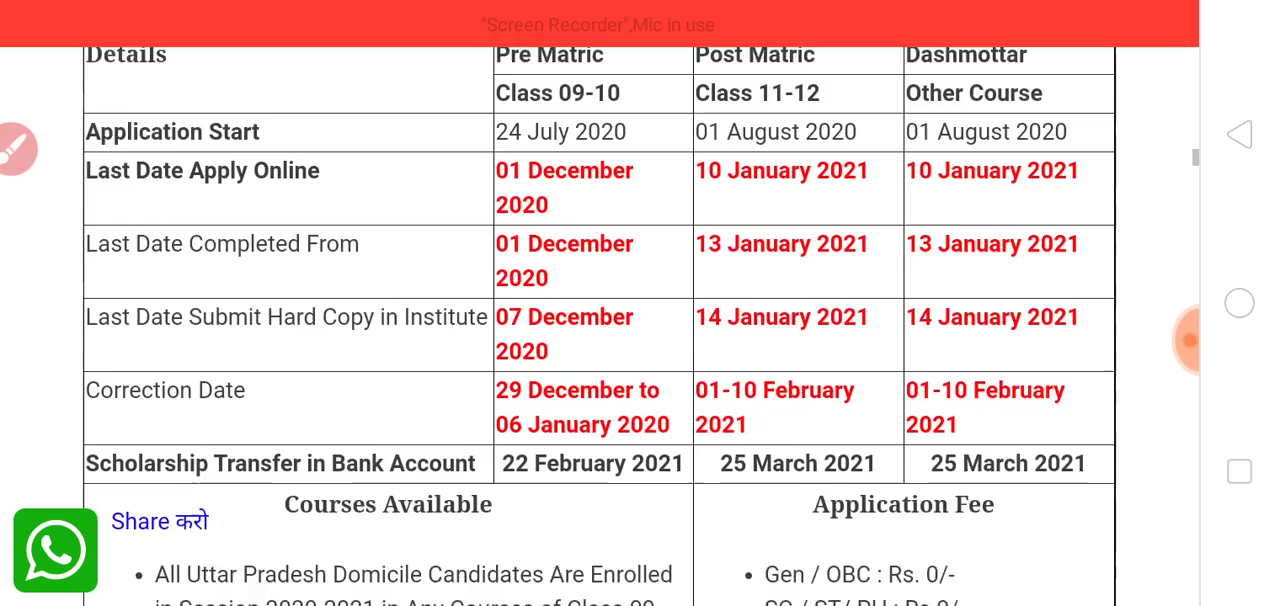 "Screen Recorder",Mic in use
Details Pre Matric Post Matric Dashmottar
Class 09-10 Class 11-12 Other Course
Application Start 24 July 2020 01 August 2020 01 August 2020
Last Date Apply Online 01 December 10 January 2021 10 January 2021
2020
Last Date Completed From 01 December 13 January 2021 13 January 2021
2020
Last Date Submit Hard Copy in Institute 07 December 14 January 2021 14 January 2021
2020
Correction Date 29 December to 01-10 February 01-10 February
06 January 2020 2021 2021
Scholarship Transfer in Bank Account 22 February 2021 25 March 2021 25 March 2021
Courses Available Application Fee
Share करो
• All Uttar Pradesh Domicile Candidates Are Enrolled • Gen / OBC : Rs. 0/-